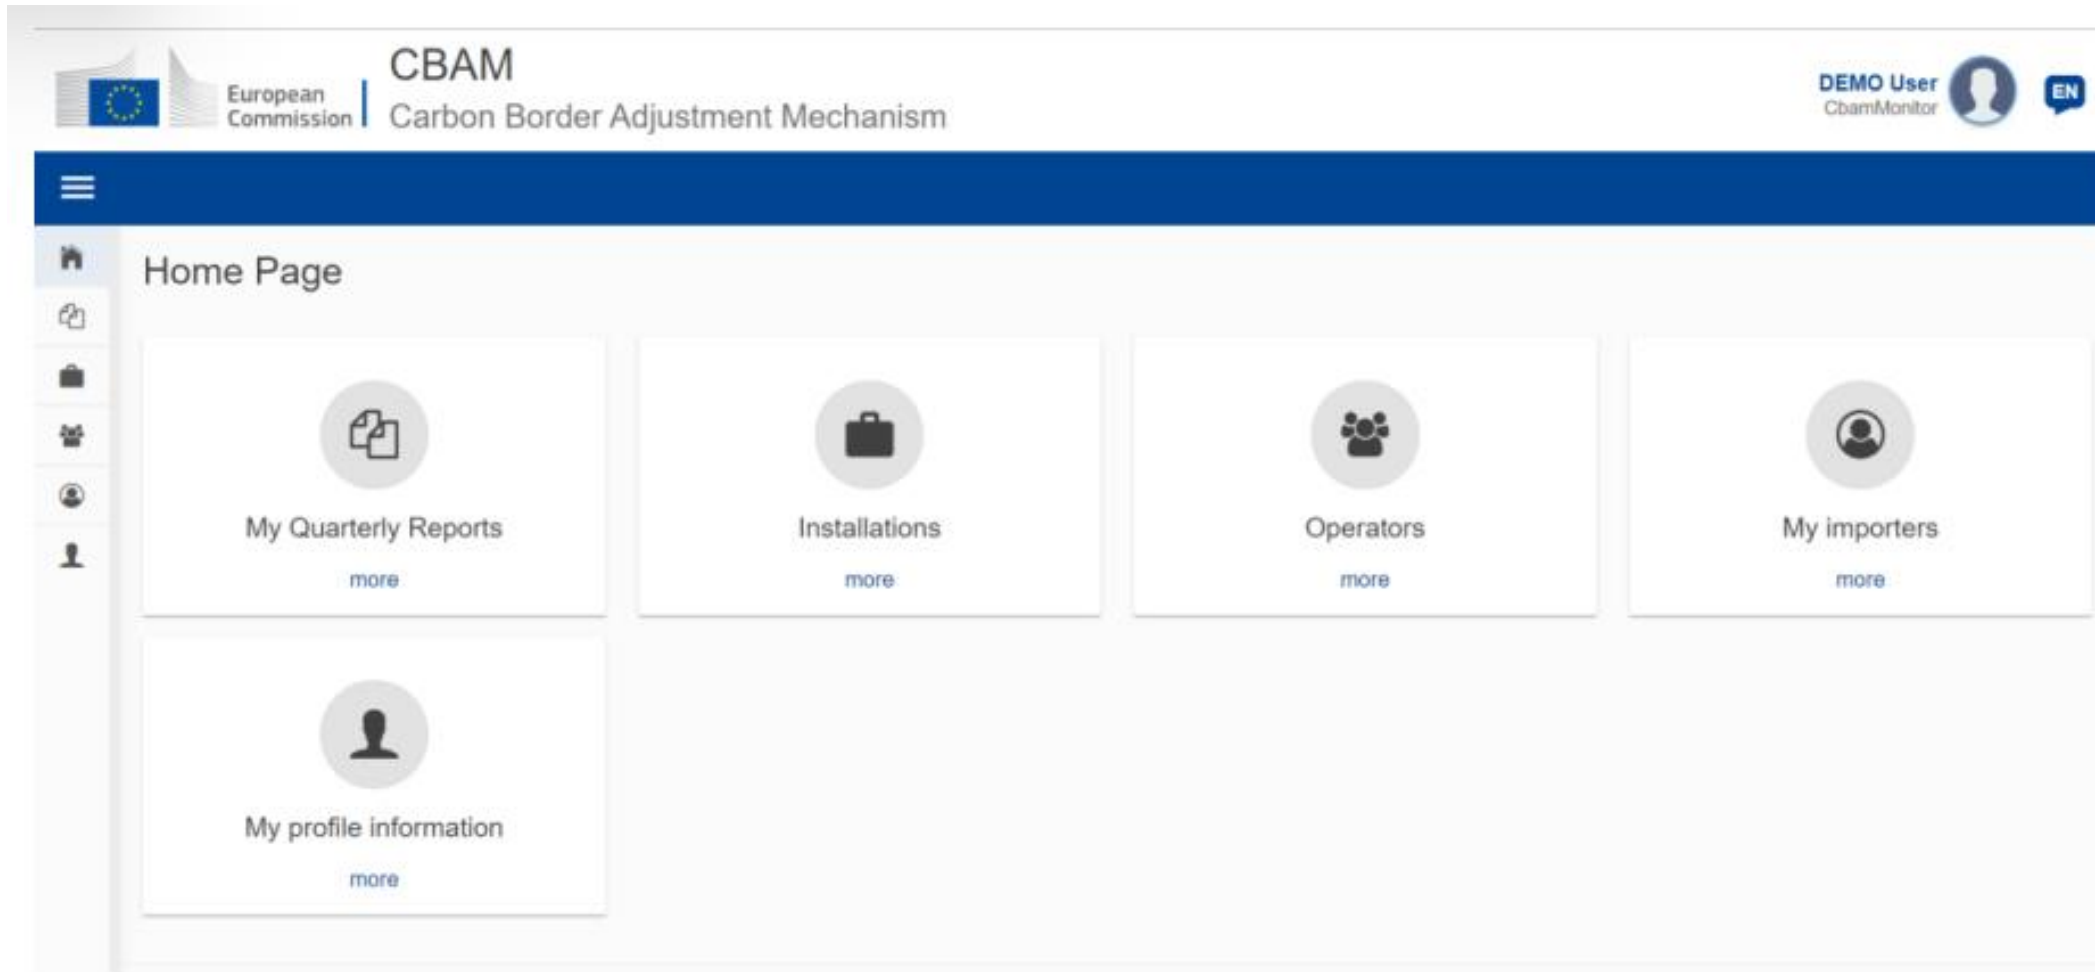 European
Commission
CBAM
Carbon Border Adjustment Mechanism
DEMO User
CbamMonitor
EN
Home Page
My Quarterly Reports
more
Installations
more
Operators
more
My importers
more
My profile information
more